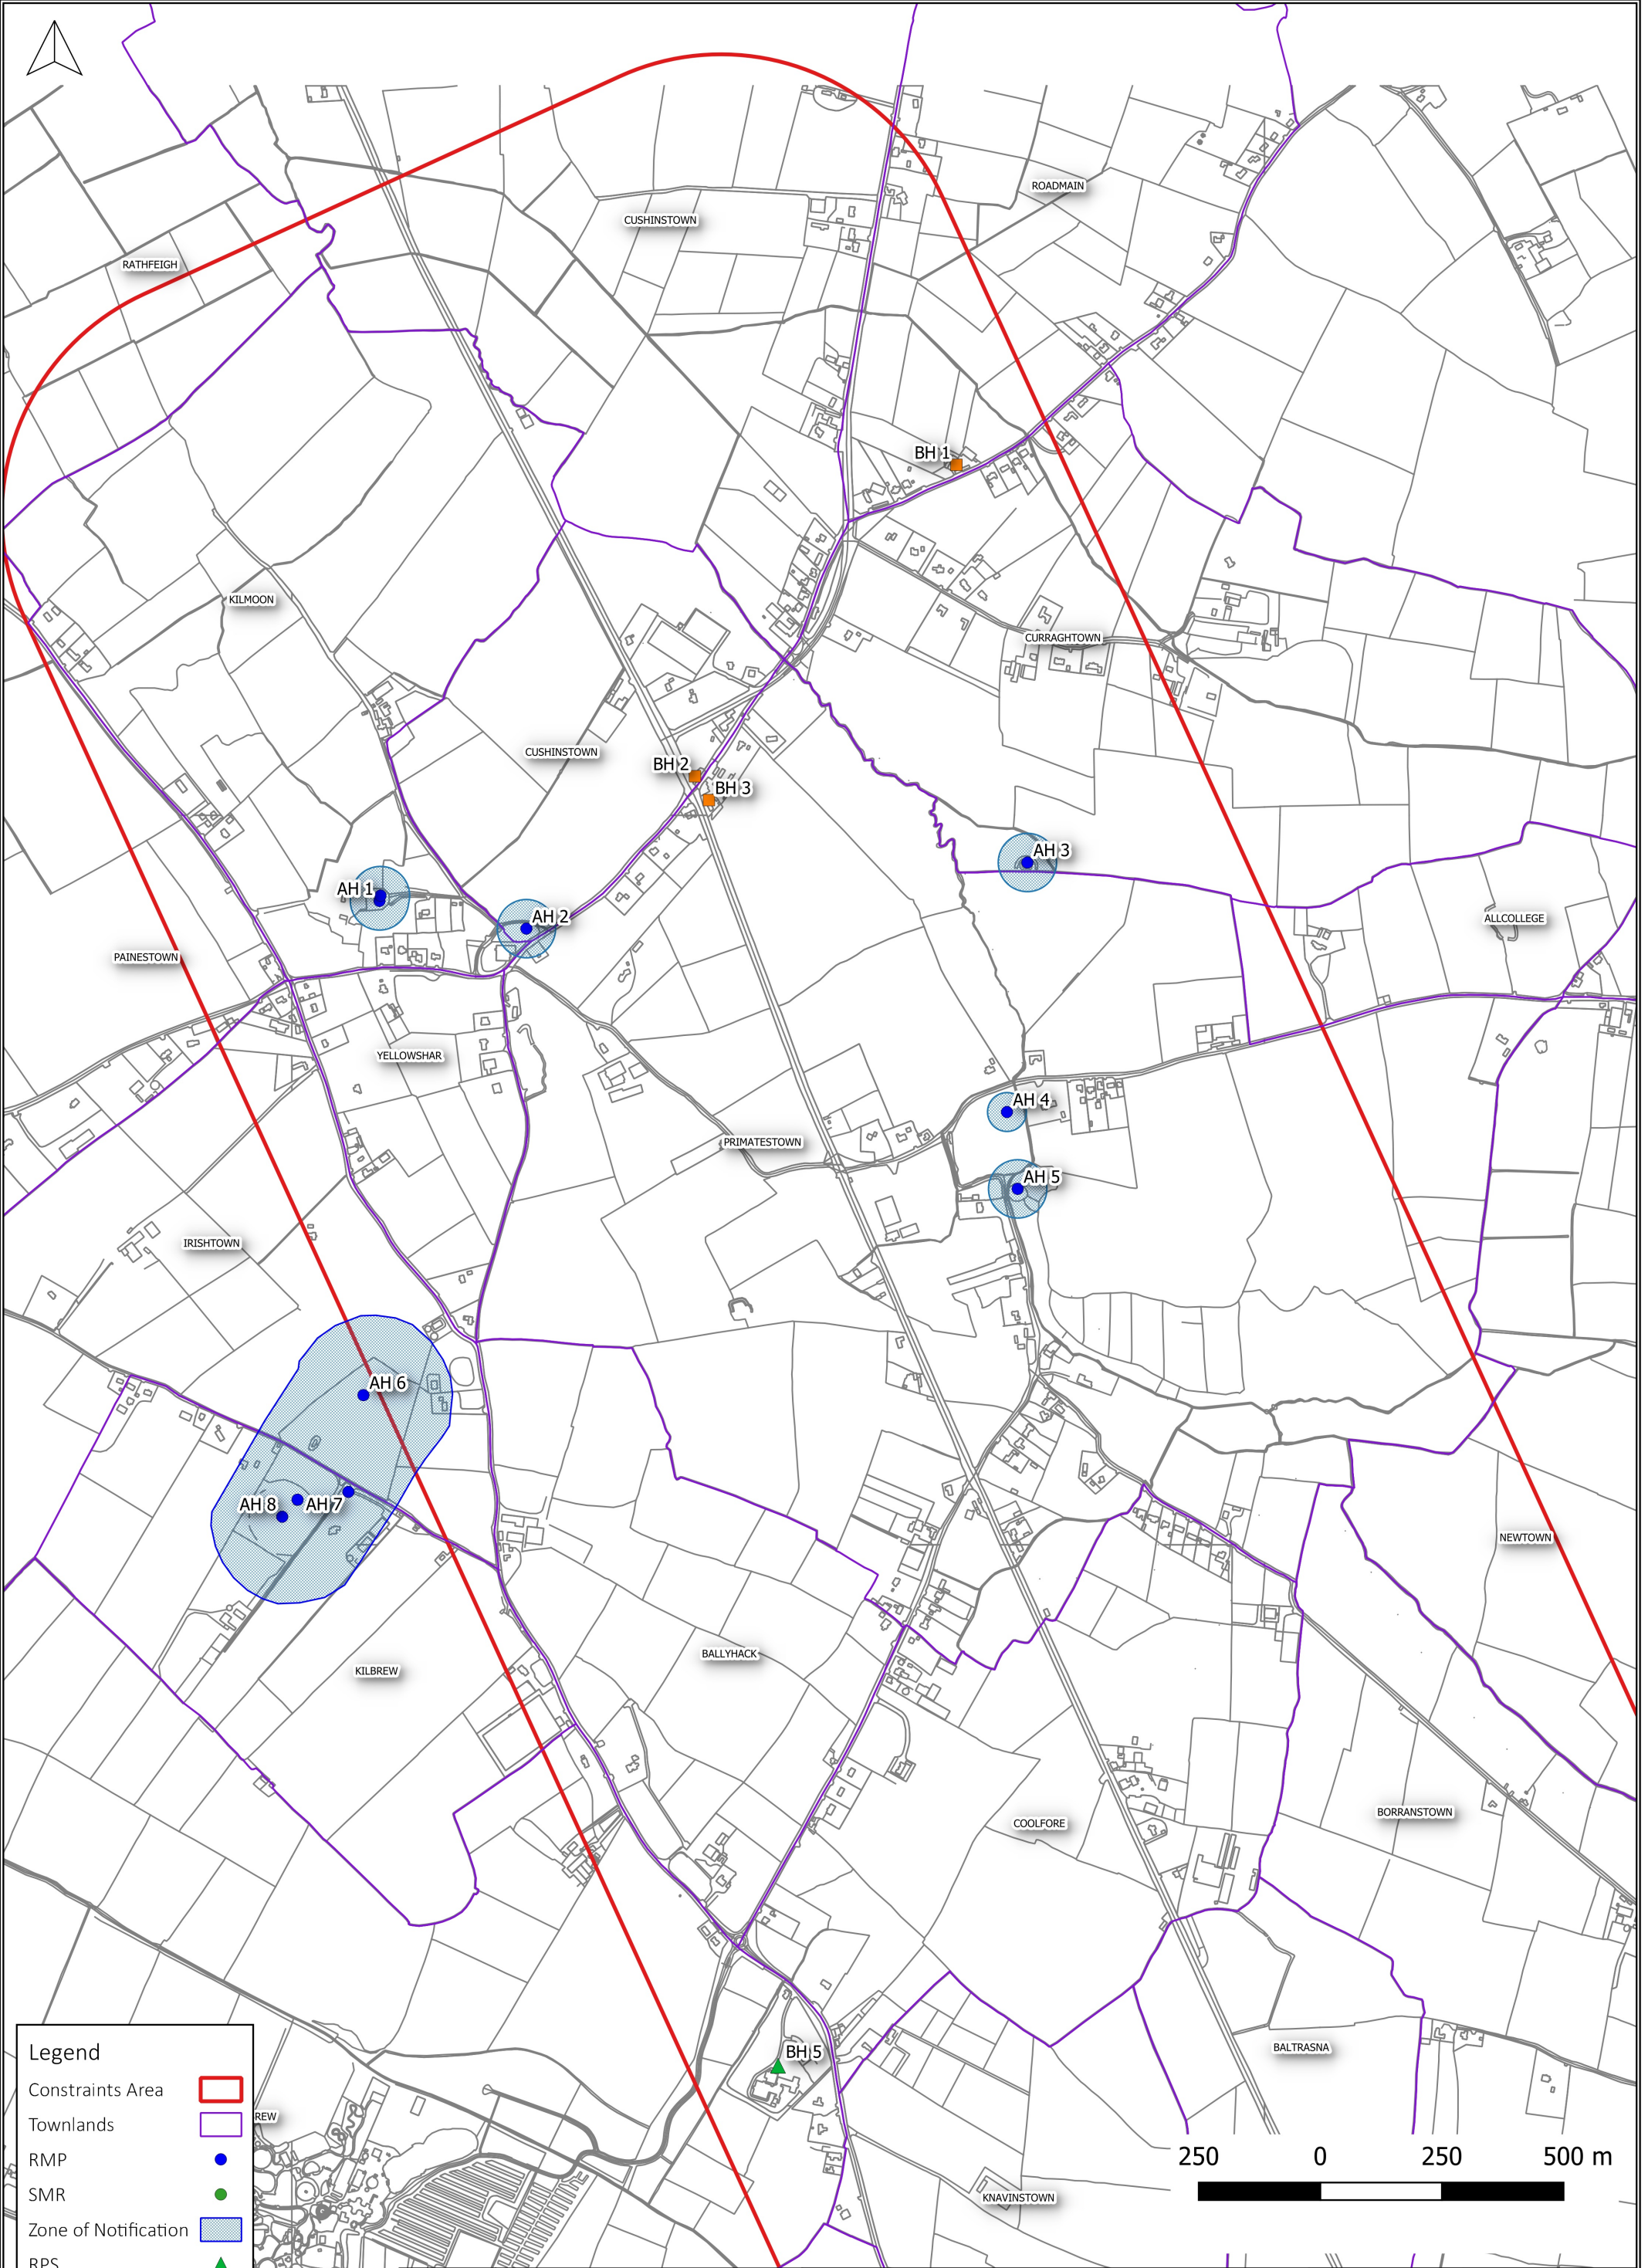 ROADMAIN
CUSHINSTOWN
RATHFEIGH
BH 1
KILMOON
CURRAGHTOWN
CUSHINSTOWN
BH 2
BH 3
AH 3
AH 1
AH 2
ALLCOLLEGE
PAINESTOWN
YELLOWSHAR
AH 4
PRIMATESTOWN
AH 5
IRISHTOWN
AH 6
AH 8
AH 7
NEWTOWN
BALLYHACK
KILBREW
BORRANSTOWN
COOLFORE
BALTRASNA
BH 5
Legend
Constraints Area
Townlands
REW
RMP
SMR
Zone of Notification
RPS
250 0 250 500 m
KNAVINSTOWN